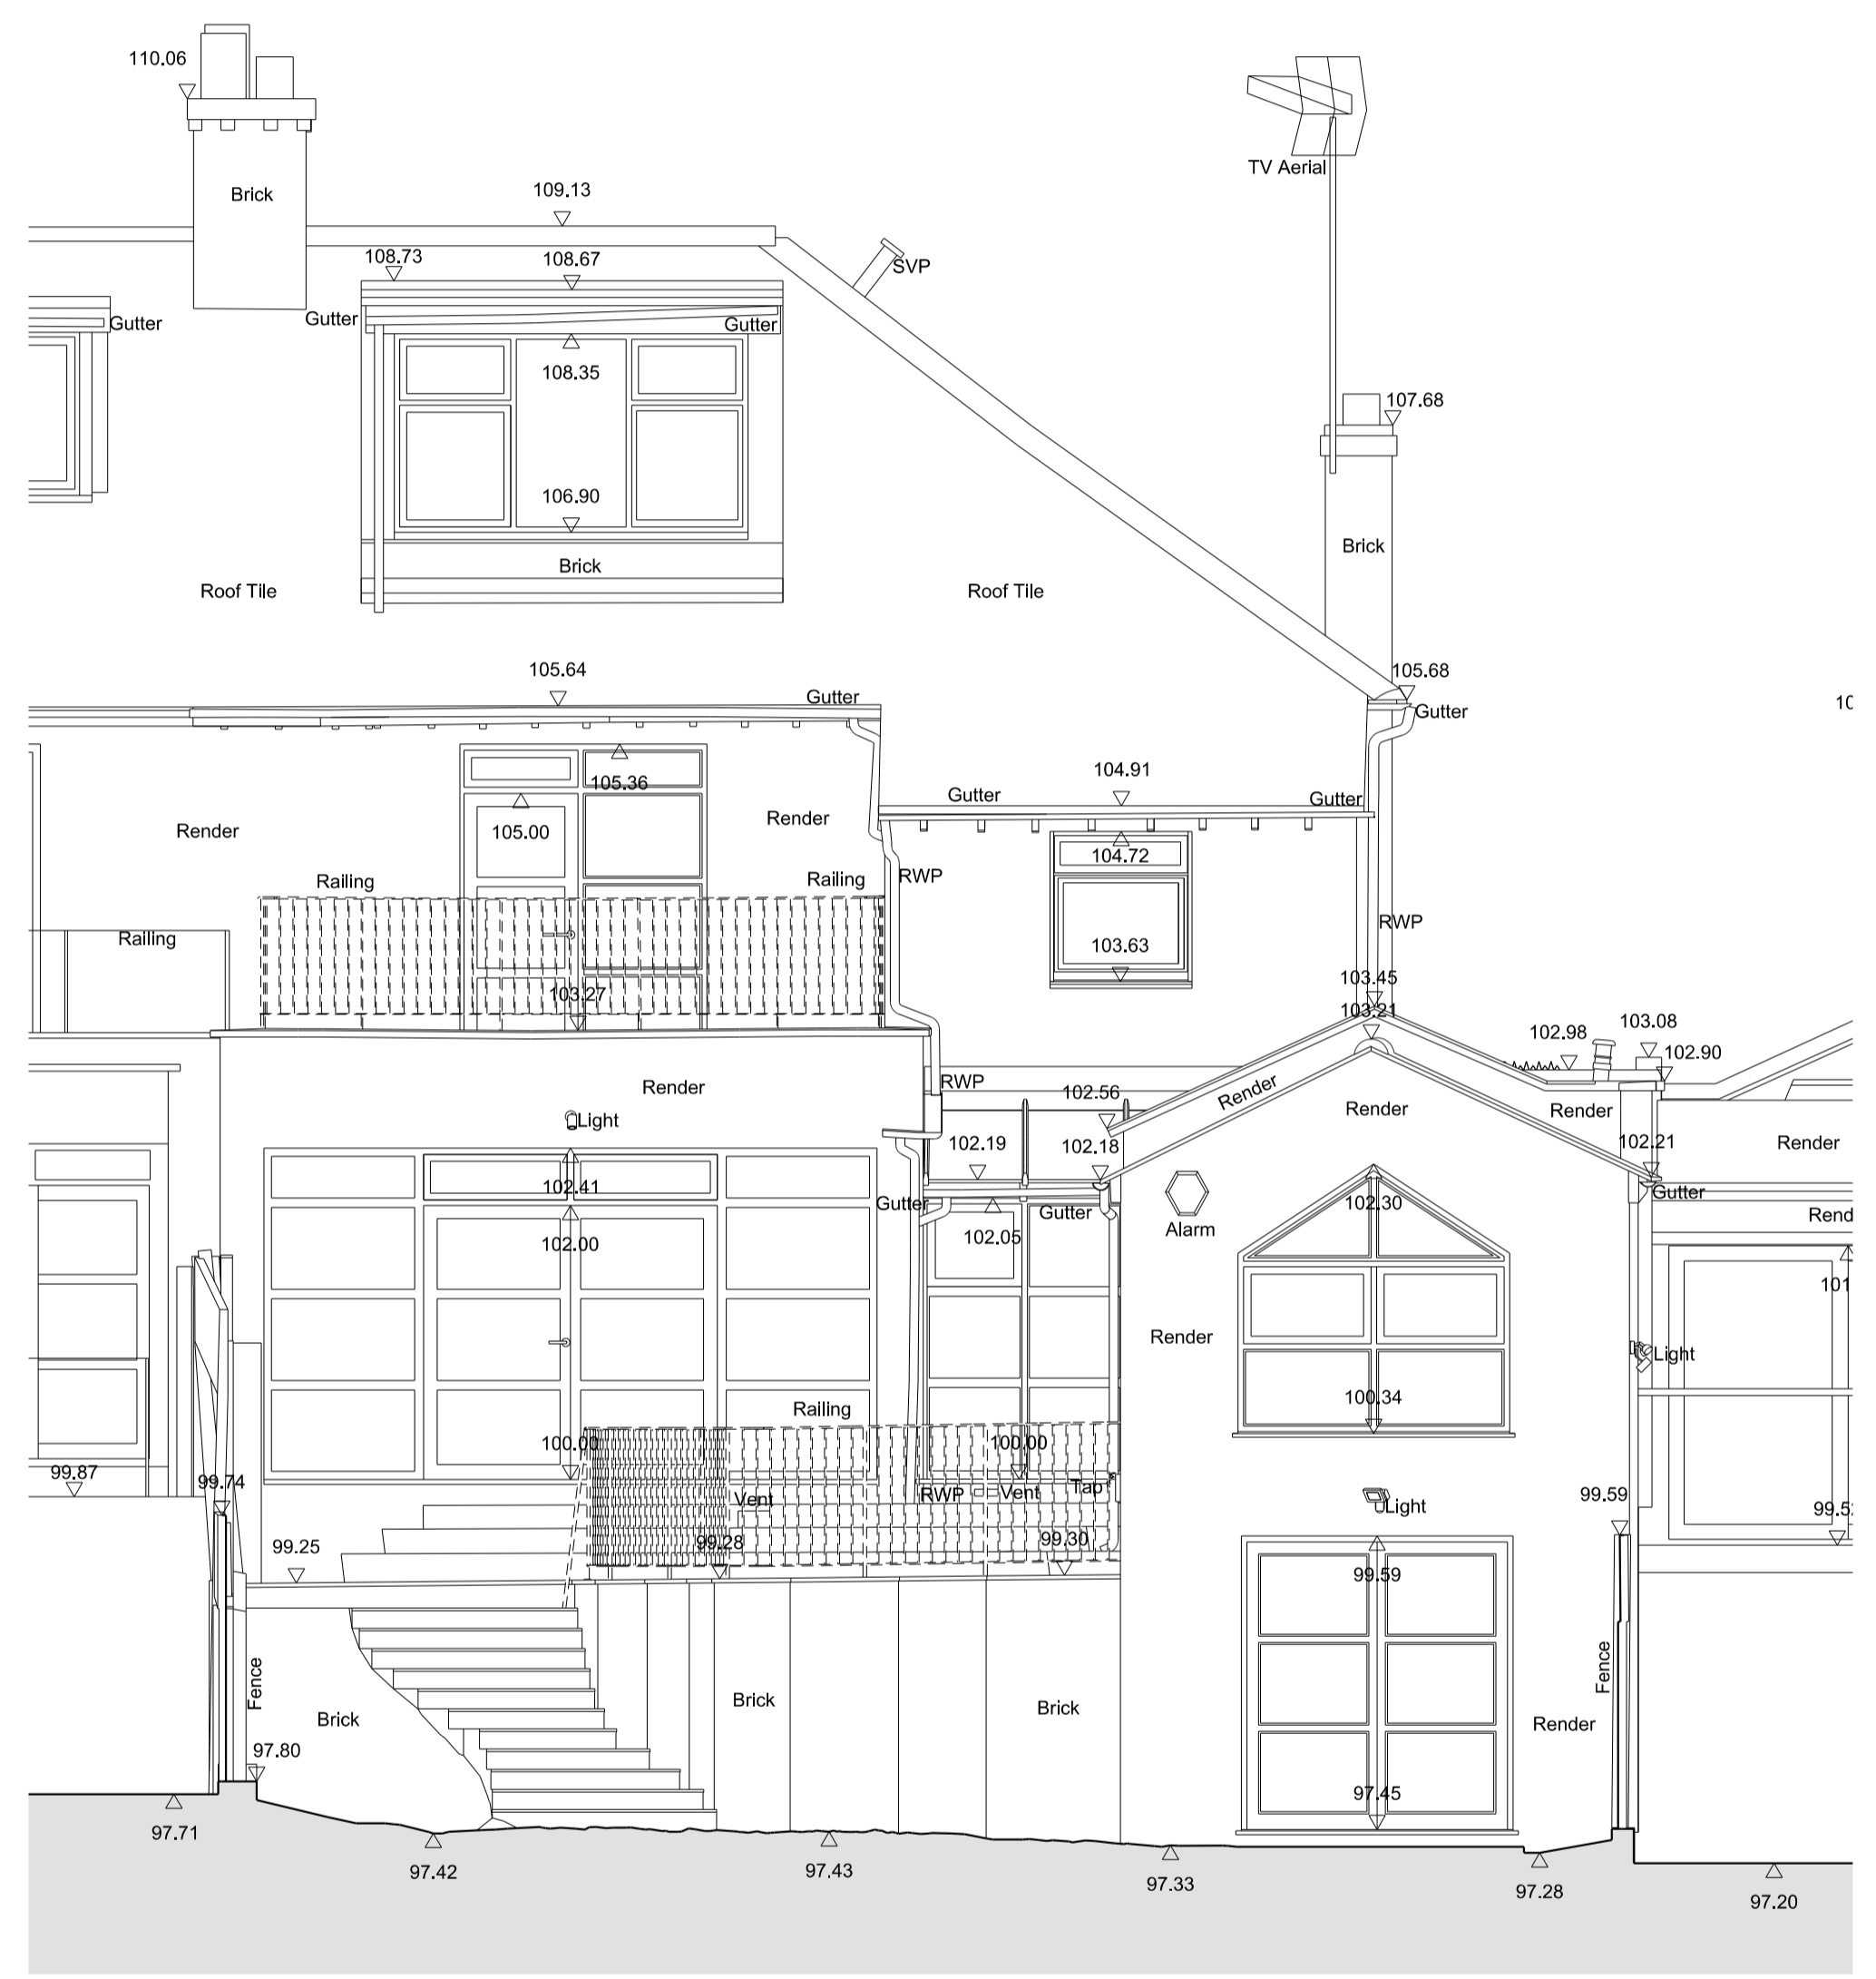 110.06
TV Aerial
Brick
109.13
108.73
108.67
SVP
Gutter
Gutter
Gutter
108.35
107.68
106.90
Brick
Brick
Roof Tile
Roof Tile
105.64
105.68
Gutter
Gutter
10
104.91
105.36
Gutter
Gutter
Render
105.00
Render
104.72
Railing
Railing
RWP
RWP
Railing
103.63
103.27
103.45
103.21
102.98
103.08
102.90
Render
RWP
102.56
Render
Render
Render
Light
102.19
102.18
102.21
Render
102.41
Gutter
Gutter
102.30
Gutter
Alarm
Rend
102.00
102.05
101
Render
Light
Railing
100.34
100.00
100.00
99.87
99.74
Vent
RWP
Vent
Tap
Light
99.59
99.5
99.25
99.28
99.30
99.59
Fence
Brick
Brick
Brick
Fence
Render
97.80
97.45
97.71
97.42
97.43
97.33
97.28
97.20